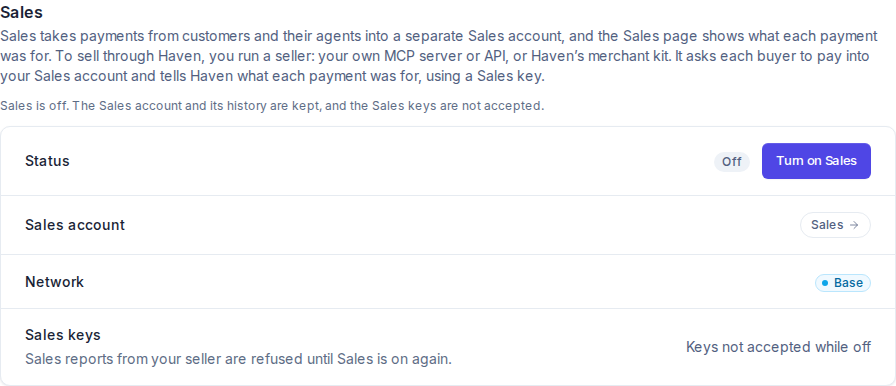 Sales
Sales takes payments from customers and their agents into a separate Sales account, and the Sales page shows what each payment
was for. To sell through Haven, you run a seller: your own MCP server or API, or Haven's merchant kit. It asks each buyer to pay into
your Sales account and tells Haven what each payment was for, using a Sales key.
Sales is off. The Sales account and its history are kept, and the Sales keys are not accepted.
Status
Off
Turn on Sales
Sales account
Sales →
Network
Base
Sales keys
Sales reports from your seller are refused until Sales is on again.
Keys not accepted while off